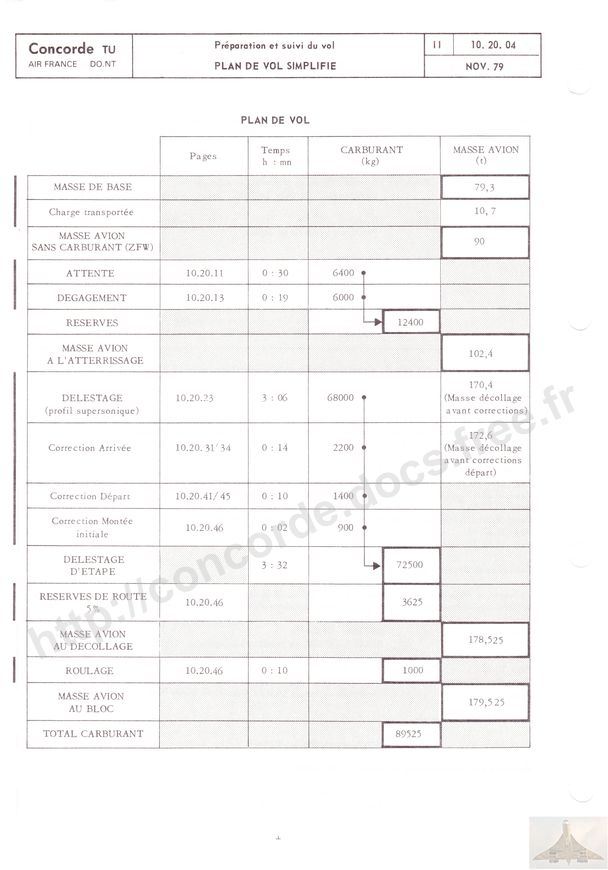 Concorde TU
AIR FRANCE DO.NT
Préparation et suivi du vol
PLAN DE VOL SIMPLIFIE
II
10. 20. 04
NOV. 79
PLAN DE VOL
Pages
Temps
h : mn
CARBURANT
(kg)
MASSE AVION
(t)
MASSE DE BASE 79,3
Charge transportée 10, 7
MASSE AVION
SANS CARBURANT (ZFW) 90
ATTENTE 10.20.11 0 : 30 6400
DEGAGEMENT 10.20.13 0 : 19 6000
RESERVES 12400
MASSE AVION
A L'ATTERRISSAGE 102,4
DELESTAGE
(profil supersonique) 10.20.23 3 : 06 68000
170,4
(Masse décollage
avant corrections)
Correction Arrivée 10.20.31/34 0 : 14 2200
172,6
(Masse décollage
avant corrections
départ)
Correction Départ 10.20.41/45 0 : 10 1400
Correction Montée
initiale 10.20.46 0 : 02 900
DELESTAGE
D'ETAPE 3 : 32 72500
RESERVES DE ROUTE
5% 10.20.46 3625
MASSE AVION
AU DECOLLAGE 178,525
ROULAGE 10.20.46 0 : 10 1000
MASSE AVION
AU BLOC 179,525
TOTAL CARBURANT 89525
http://concorde.docs.free.fr